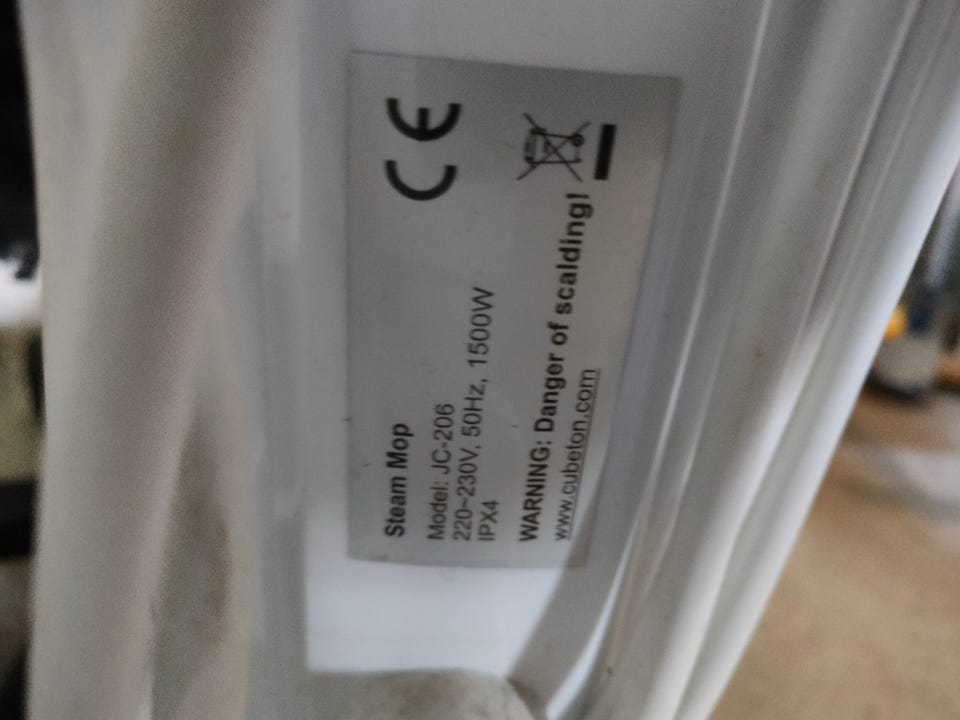 Steam Mop
Model: JC-206
220~230V, 50Hz, 1500W
IPX4
WARNING: Danger of scalding!
www.cubeton.com
CE